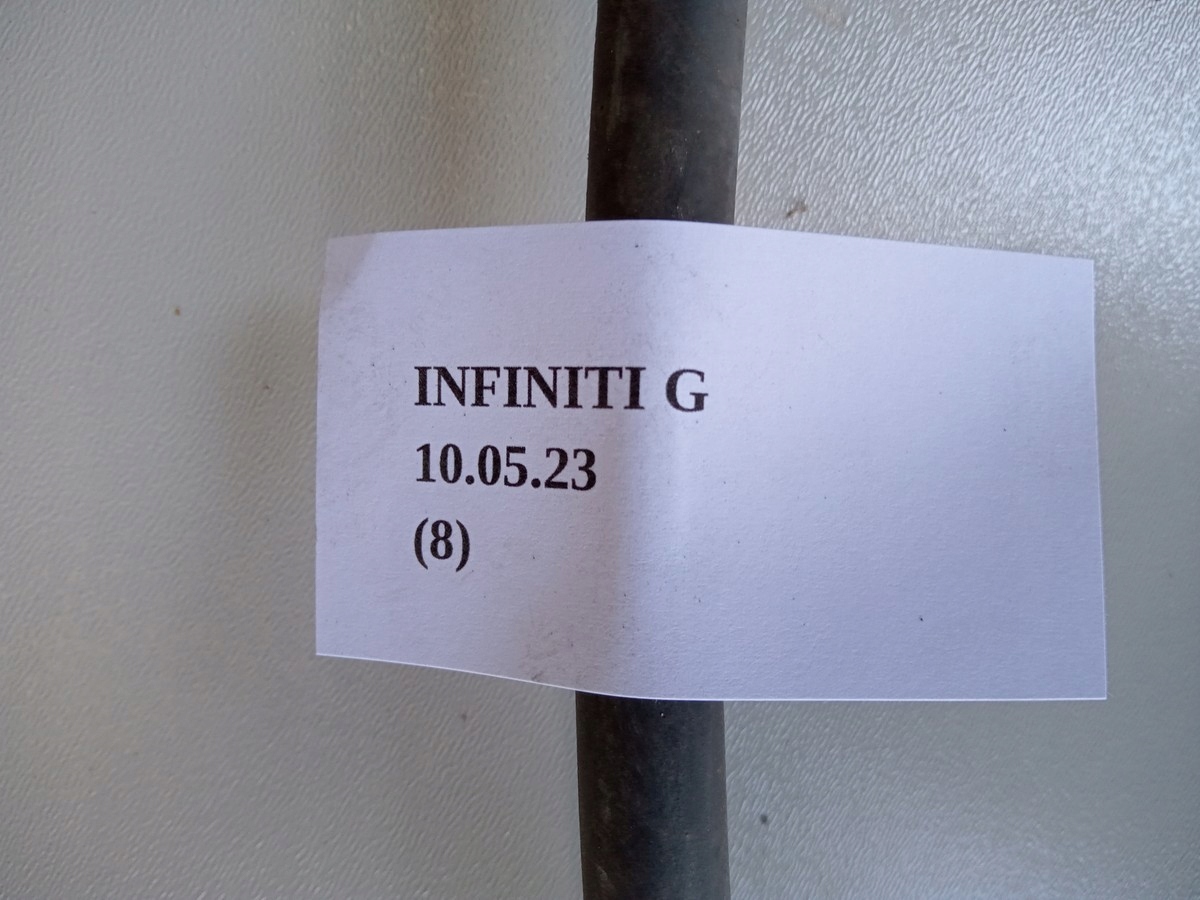 INFINITI G
10.05.23
(8)